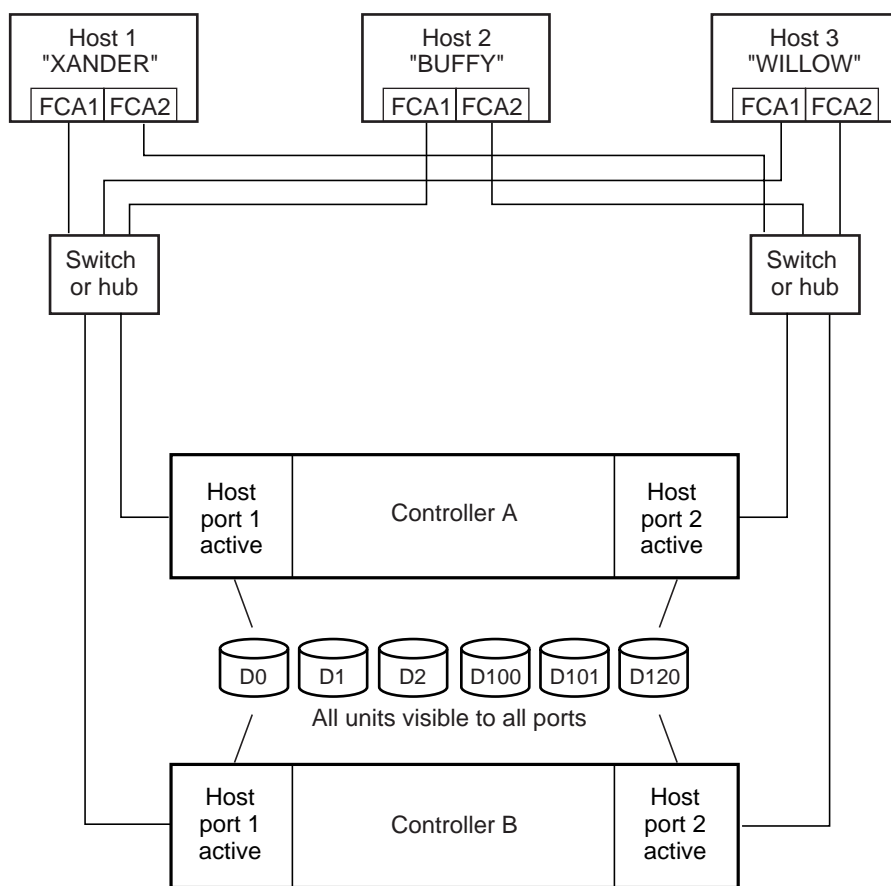 Host 1
"XANDER"
FCA1 FCA2
Host 2
"BUFFY"
FCA1 FCA2
Host 3
"WILLOW"
FCA1 FCA2
Switch
or hub
Switch
or hub
Host
port 1
active
Controller A
Host
port 2
active
D0 D1 D2 D100 D101 D120
All units visible to all ports
Host
port 1
active
Controller B
Host
port 2
active